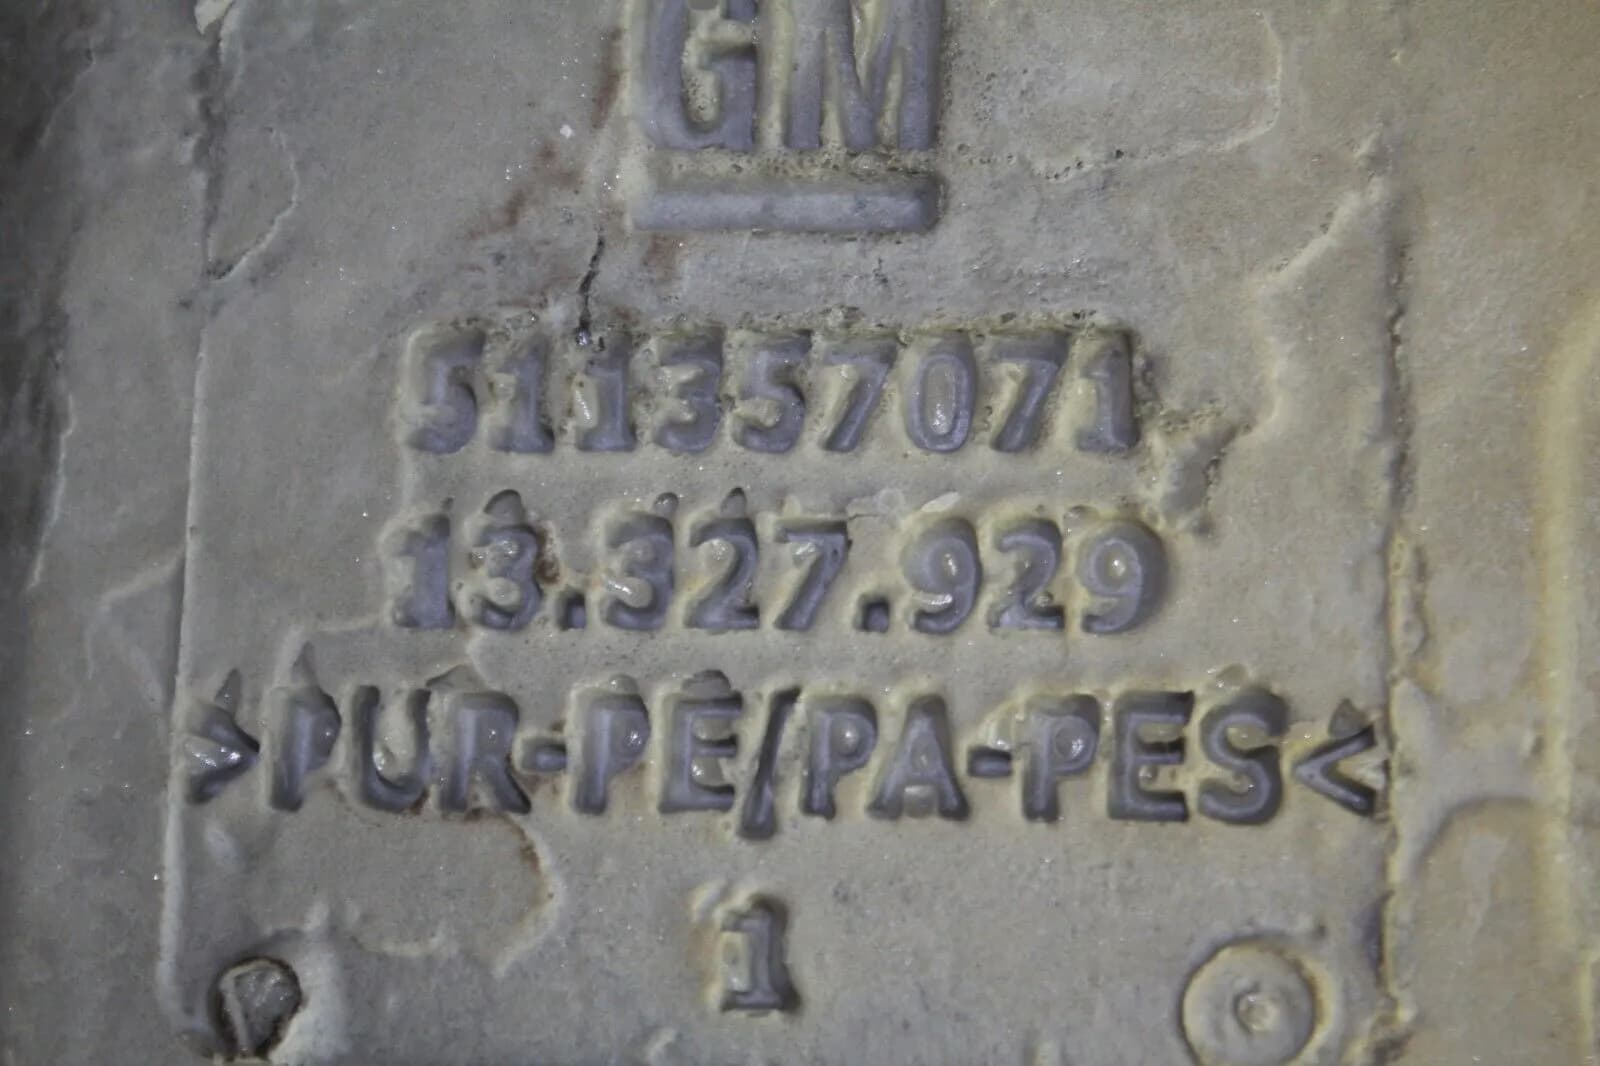 GM
511357071
13.327.929
>PUR-PE/PA-PES<
1